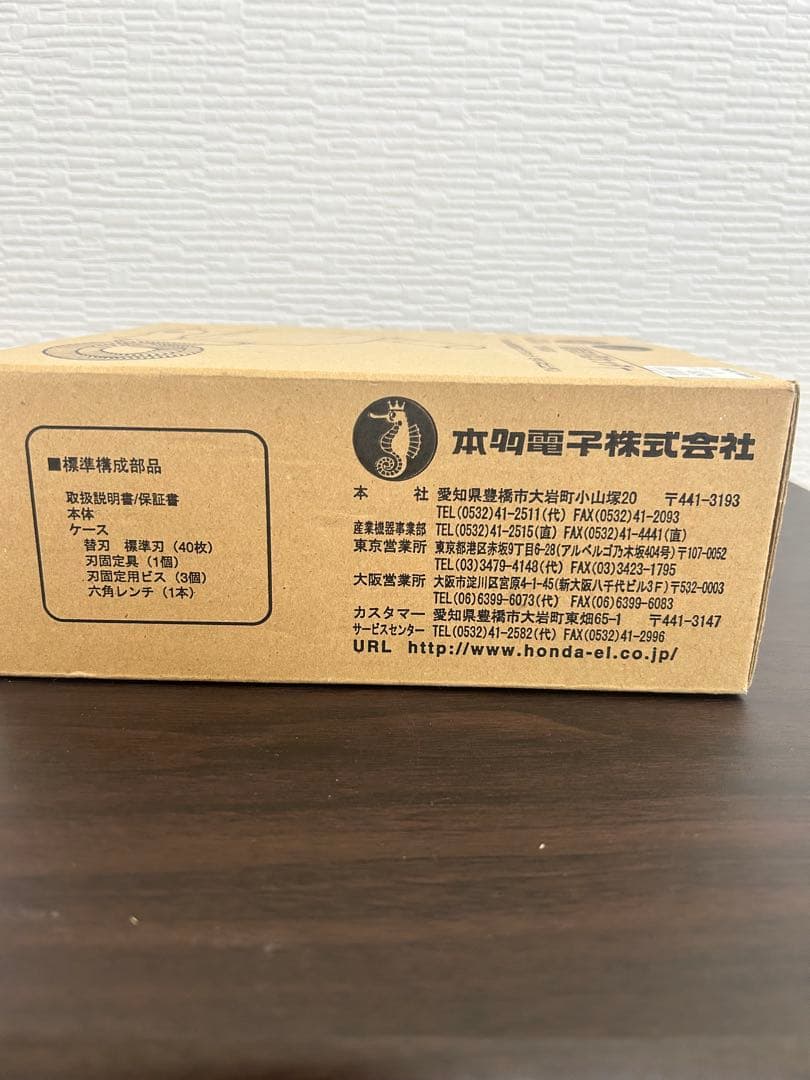 ■標準構成部品
取扱説明書/保証書
本体
ケース
替刃 標準刃(40枚)
刃固定具(1個)
刃固定用ビス(3個)
六角レンチ(1本)
本多電子株式会社
本 社 愛知県豊橋市大岩町小山塚20 〒441-3193
TEL(0532)41-2511(代) FAX(0532)41-2093
産業機器事業部 TEL(0532)41-2515(直) FAX(0532)41-4441(直)
東京営業所 東京都港区赤坂9丁目6-28(アルベルゴ乃木坂404号)〒107-0052
TEL(03)3479-4148(代) FAX(03)3423-1795
大阪営業所 大阪市淀川区宮原4-1-45(新大阪八千代ビル3F)〒532-0003
TEL(06)6399-6073(代) FAX(06)6399-6083
カスタマー 愛知県豊橋市大岩町東畑65-1 〒441-3147
サービスセンター TEL(0532)41-2582(代) FAX(0532)41-2996
URL http://www.honda-el.co.jp/